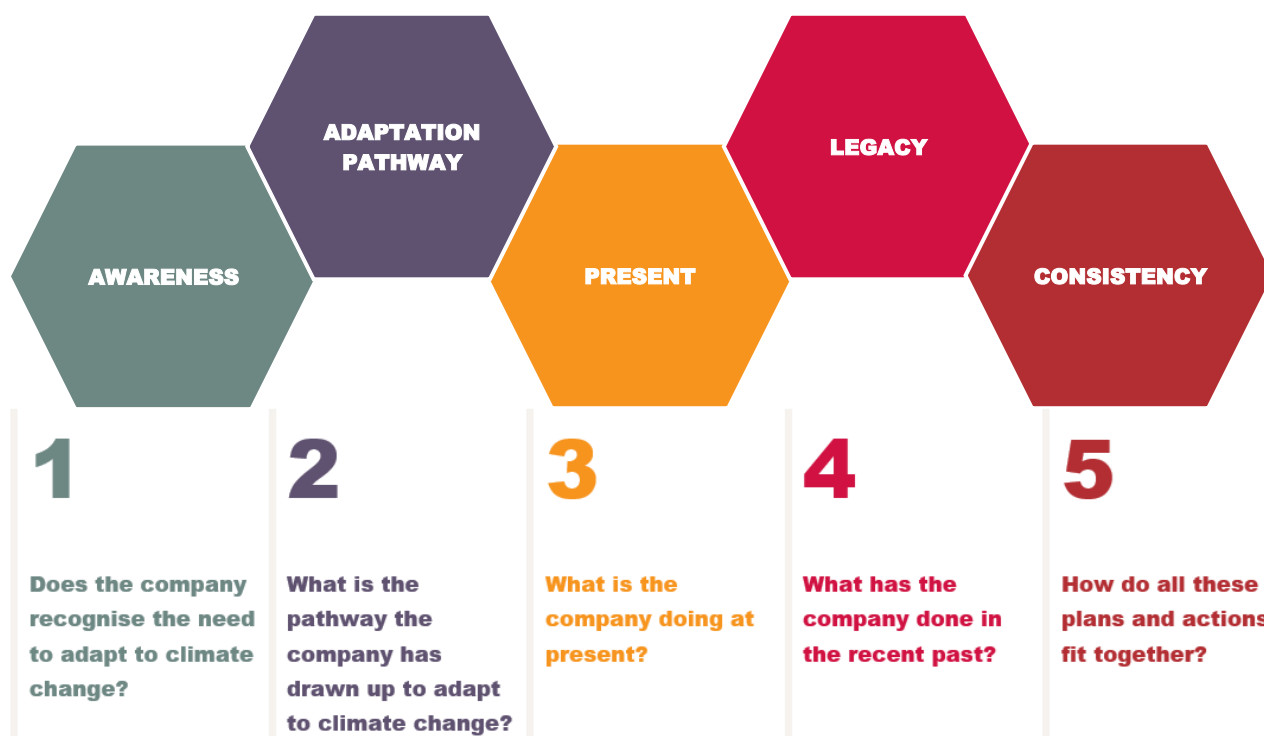 ADAPTATION
PATHWAY
LEGACY
AWARENESS
PRESENT
CONSISTENCY
1
Does the company
recognise the need
to adapt to climate
change?
2
What is the
pathway the
company has
drawn up to adapt
to climate change?
3
What is the
company doing at
present?
4
What has the
company done in
the recent past?
5
How do all these
plans and actions
fit together?